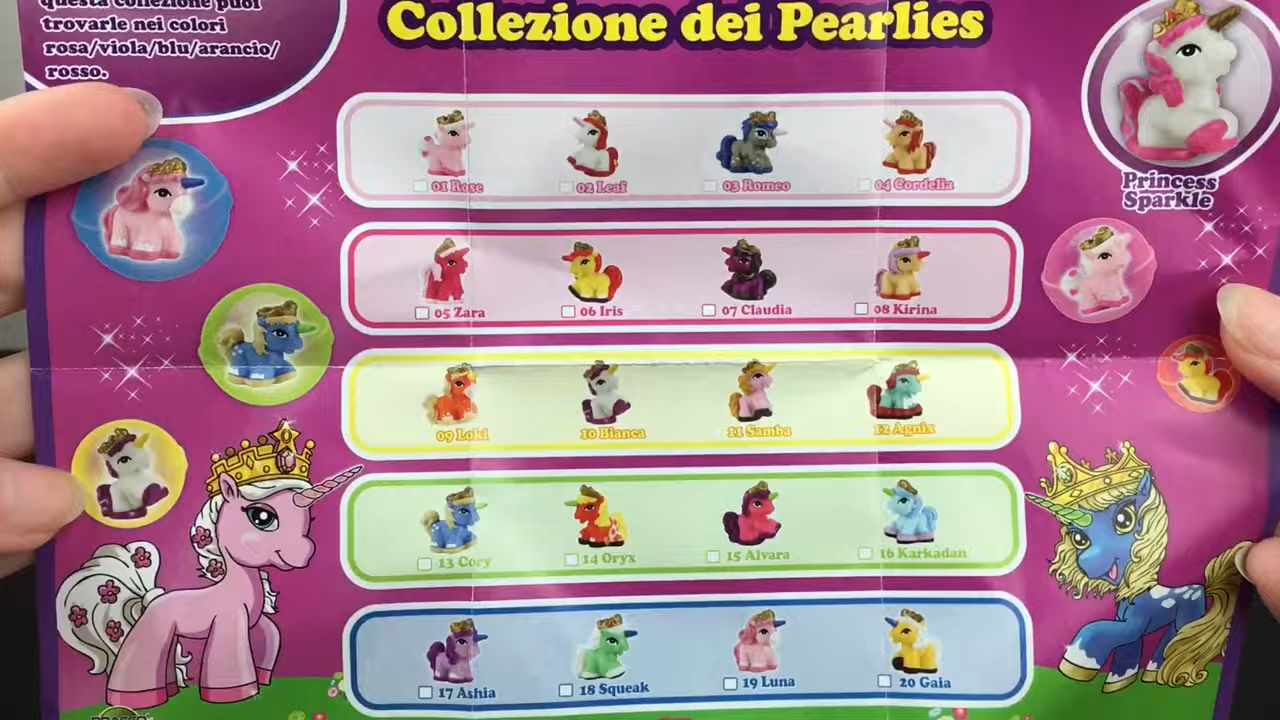 questa collezione puoi
trovarle nei colori
rosa/viola/blu/arancio/
rosso.
Collezione dei Pearlies
Princess
Sparkle
01 Rose
02 Leaf
03 Romeo
04 Cordelia
05 Zara
06 Iris
07 Claudia
08 Kirina
09 Loki
10 Bianca
11 Samba
12 Agnix
13 Cory
14 Oryx
15 Alvara
16 Karkadan
17 Ashia
18 Squeak
19 Luna
20 Gaia